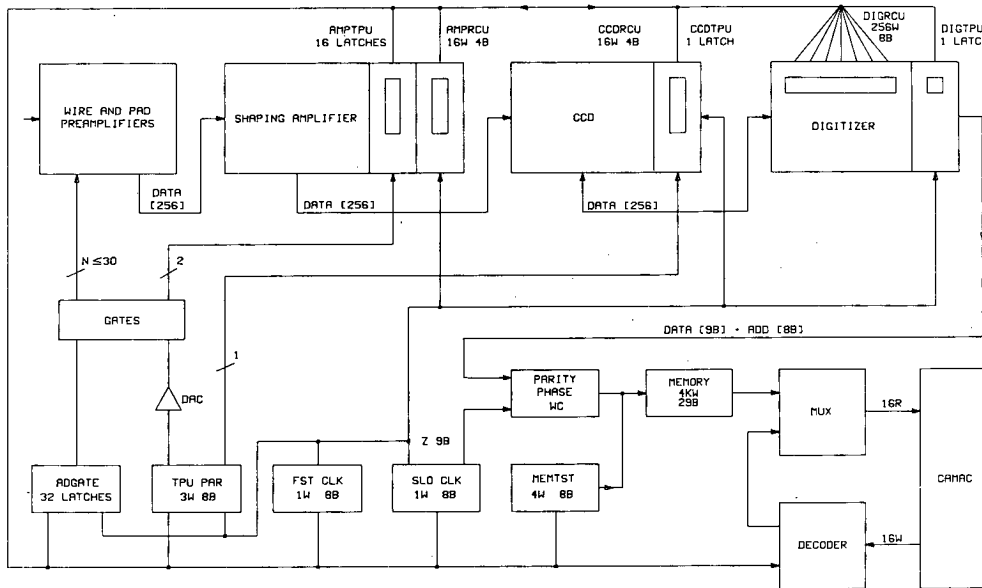 AMPTPU
16 LATCHES
AMPRCU
16W 4B
CCDRCU
16W 4B
CCDTPU
1 LATCH
DIGRCU
256W
8B
DIGTPU
1 LATCH
WIRE AND PAD
PREAMPLIFIERS
SHAPING AMPLIFIER
CCD
DIGITIZER
DATA
[256]
DATA [256]
DATA [256]
N ≤30
2
GATES
1
DATA [9B] - ADD [8B]
DAC
PARITY
PHASE
WC
MEMORY
4KW
29B
MUX
16R
Z 9B
ADGATE
32 LATCHES
TPU PAR
3W 8B
FST CLK
1W 8B
SLO CLK
1W 8B
MEMTST
4W 8B
CAMAC
DECODER
16W